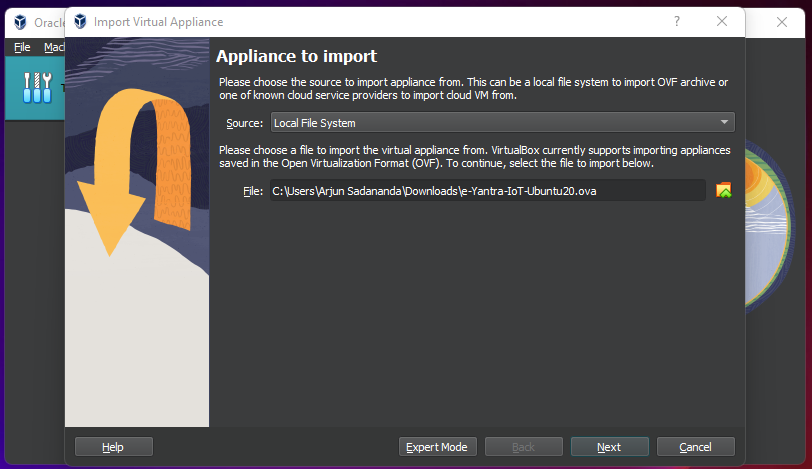 Oracle
Import Virtual Appliance
?
File
Mach
T
Appliance to import
Please choose the source to import appliance from. This can be a local file system to import OVF archive or
one of known cloud service providers to import cloud VM from.
Source: Local File System
Please choose a file to import the virtual appliance from. VirtualBox currently supports importing appliances
saved in the Open Virtualization Format (OVF). To continue, select the file to import below.
File: C:\Users\Arjun Sadananda\Downloads\e-Yantra-IoT-Ubuntu20.ova
Help
Expert Mode
Back
Next
Cancel